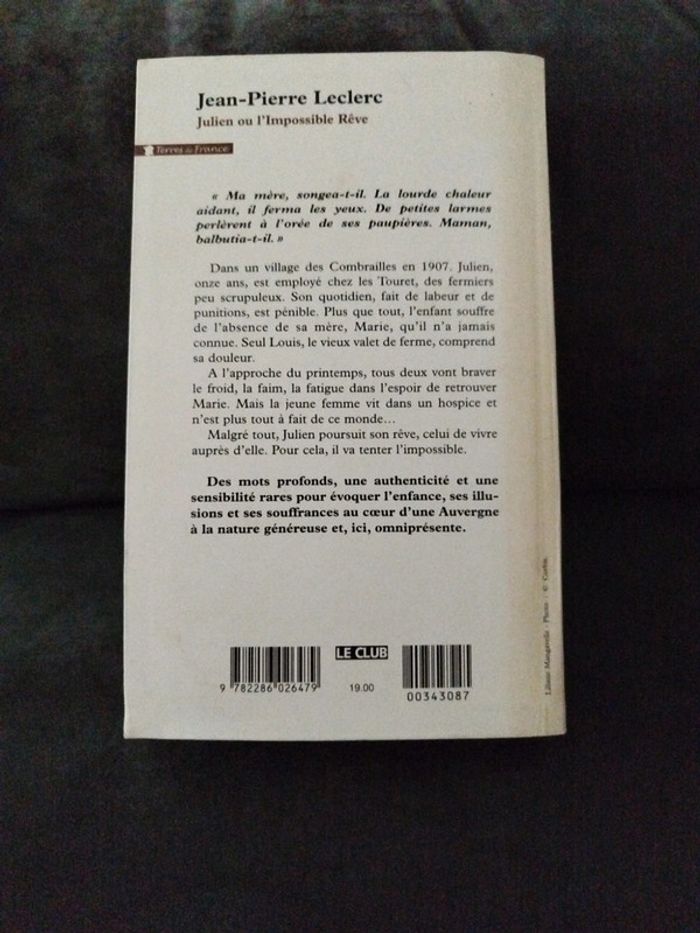 Jean-Pierre Leclerc
Julien ou l'Impossible Rêve
Terres de France
« Ma mère, songea-t-il. La lourde chaleur
aidant, il ferma les yeux. De petites larmes
perlèrent à l'orée de ses paupières. Maman,
balbutia-t-il. »
Dans un village des Combrailles en 1907. Julien,
onze ans, est employé chez les Touret, des fermiers
peu scrupuleux. Son quotidien, fait de labeur et de
punitions, est pénible. Plus que tout, l'enfant souffre
de l'absence de sa mère, Marie, qu'il n'a jamais
connue. Seul Louis, le vieux valet de ferme, comprend
sa douleur.
A l'approche du printemps, tous deux vont braver
le froid, la faim, la fatigue dans l'espoir de retrouver
Marie. Mais la jeune femme vit dans un hospice et
n'est plus tout à fait de ce monde...
Malgré tout, Julien poursuit son rêve, celui de vivre
auprès d'elle. Pour cela, il va tenter l'impossible.
Des mots profonds, une authenticité et une
sensibilité rares pour évoquer l'enfance, ses illu-
sions et ses souffrances au cœur d'une Auvergne
à la nature généreuse et, ici, omniprésente.
LE CLUB
9 782286 026479
19.00
00343087
Photo : © Corbis.